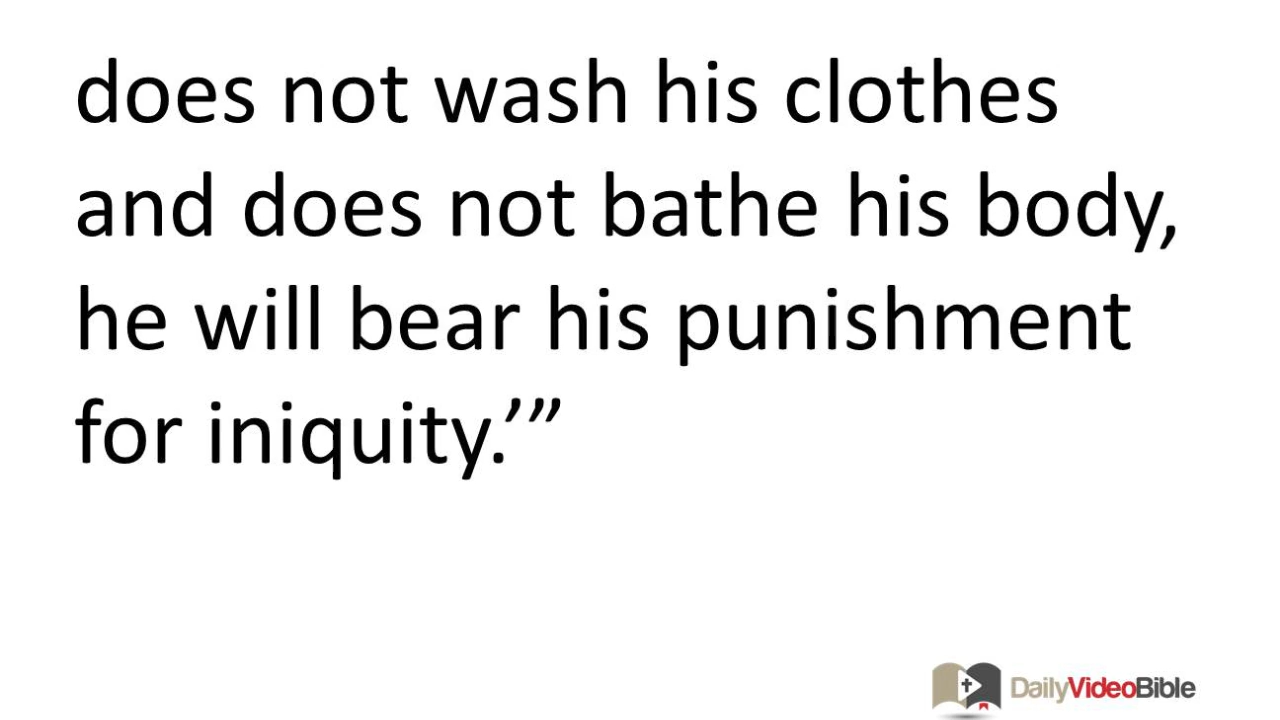 does not wash his clothes
and does not bathe his body,
he will bear his punishment
for iniquity.’”
DailyVideoBible